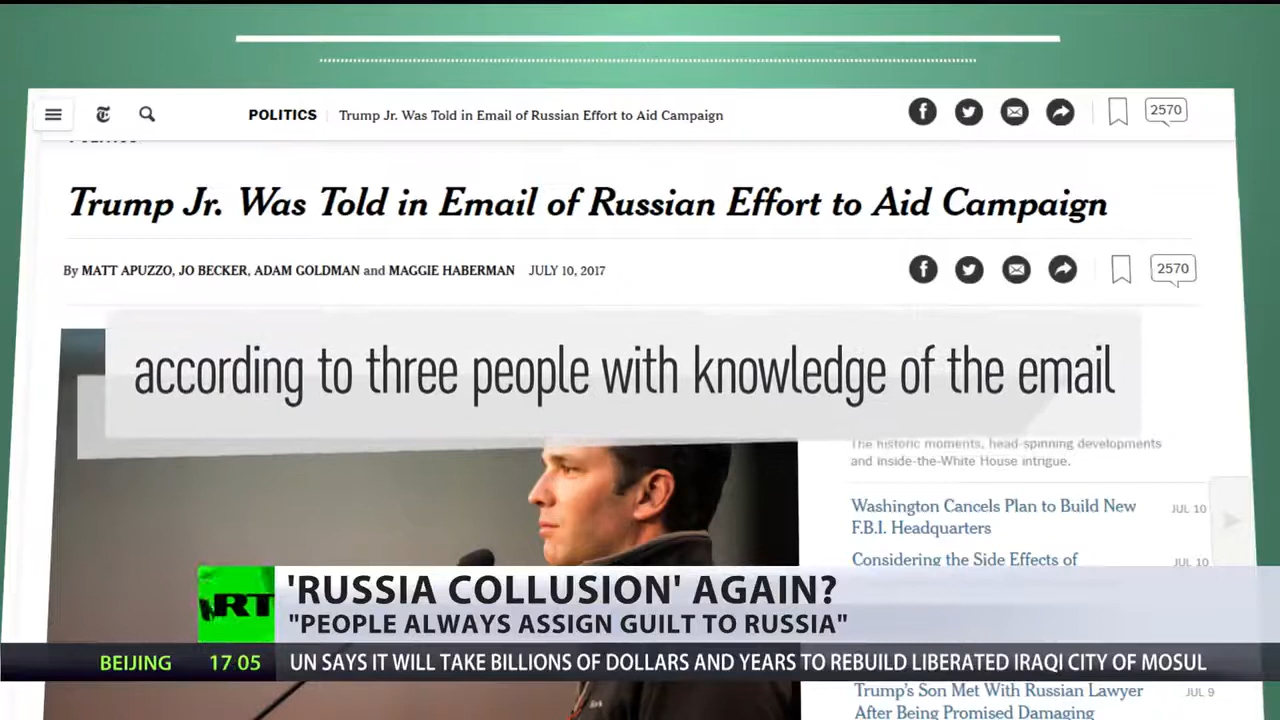 POLITICS Trump Jr. Was Told in Email of Russian Effort to Aid Campaign 2570
Trump Jr. Was Told in Email of Russian Effort to Aid Campaign
By MATT APUZZO, JO BECKER, ADAM GOLDMAN and MAGGIE HABERMAN JULY 10, 2017 2570
according to three people with knowledge of the email
The historic moments, head-spinning developments
and inside-the-White House intrigue.
Washington Cancels Plan to Build New JUL 10
F.B.I. Headquarters
Considering the Side Effects of JUL 10
RT
'RUSSIA COLLUSION' AGAIN?
"PEOPLE ALWAYS ASSIGN GUILT TO RUSSIA"
BEIJING 17:05 UN SAYS IT WILL TAKE BILLIONS OF DOLLARS AND YEARS TO REBUILD LIBERATED IRAQI CITY OF MOSUL
Trump's Son Met With Russian Lawyer JUL 9
After Being Promised Damaging